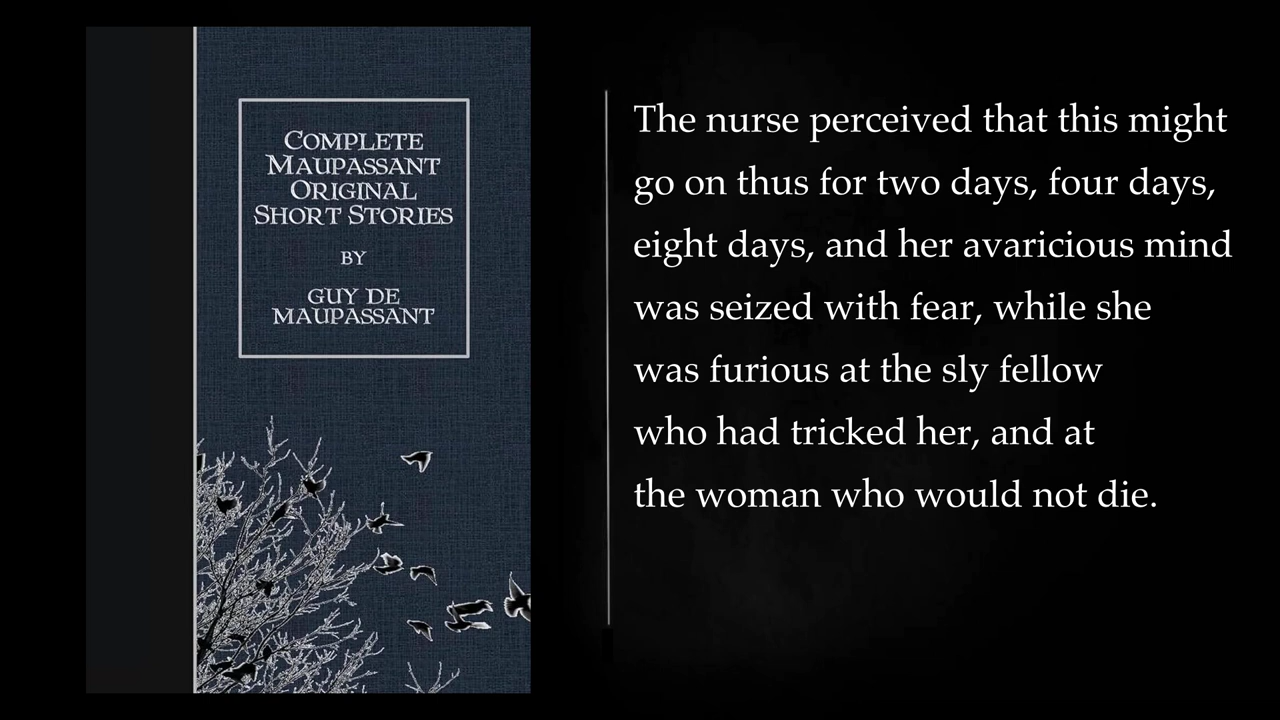 COMPLETE
MAUPASSANT
ORIGINAL
SHORT STORIES
BY
GUY DE
MAUPASSANT
The nurse perceived that this might
go on thus for two days, four days,
eight days, and her avaricious mind
was seized with fear, while she
was furious at the sly fellow
who had tricked her, and at
the woman who would not die.